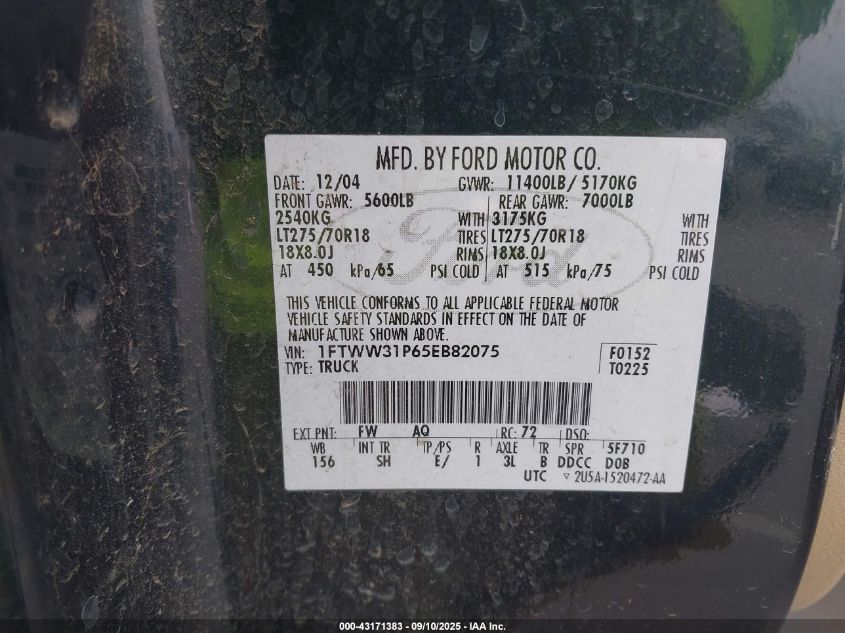 MFD. BY FORD MOTOR CO.
DATE: 12/04 GVWR: 11400LB/ 5170KG
FRONT GAWR: 5600LB REAR GAWR: 7000LB
2540KG WITH 3175KG WITH
LT275/70R18 TIRES LT275/70R18 TIRES
18X8.0J RIMS 18X8.0J RIMS
AT 450 kPa/65 PSI COLD AT 515 kPa/75 PSI COLD
Ford
THIS VEHICLE CONFORMS TO ALL APPLICABLE FEDERAL MOTOR
VEHICLE SAFETY STANDARDS IN EFFECT ON THE DATE OF
MANUFACTURE SHOWN ABOVE.
VIN: 1FTWW31P65EB82075 F0152
TYPE: TRUCK T0225
EXT PNT: FW AQ RC: 72 DSO:
WB INT TR TP/PS R AXLE TR SPR 5F710
156 SH E/ 1 3L B DDCC DOB
UTC ▽ 2U5A-1520472-AA
000-43171383 - 09/10/2025 - IAA Inc.